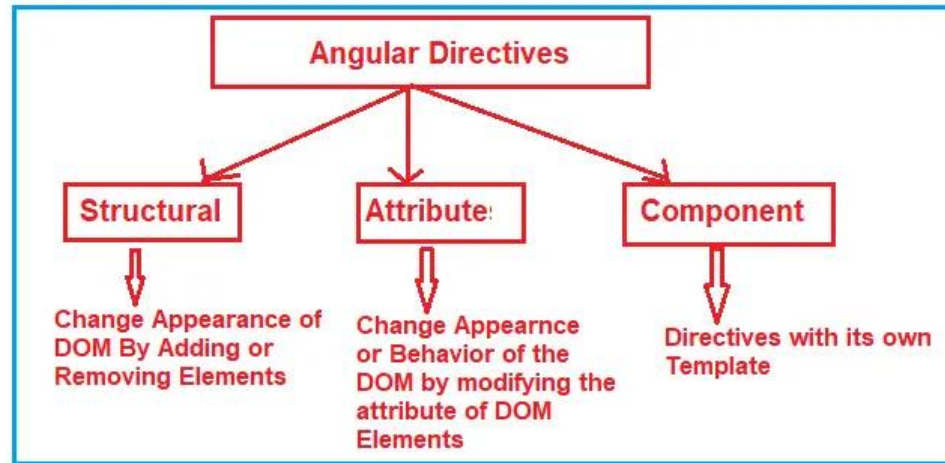 Angular Directives
Structural
Attributes
Component
Change Appearance of
DOM By Adding or
Removing Elements
Change Appearnce
or Behavior of the
DOM by modifying the
attribute of DOM
Elements
Directives with its own
Template